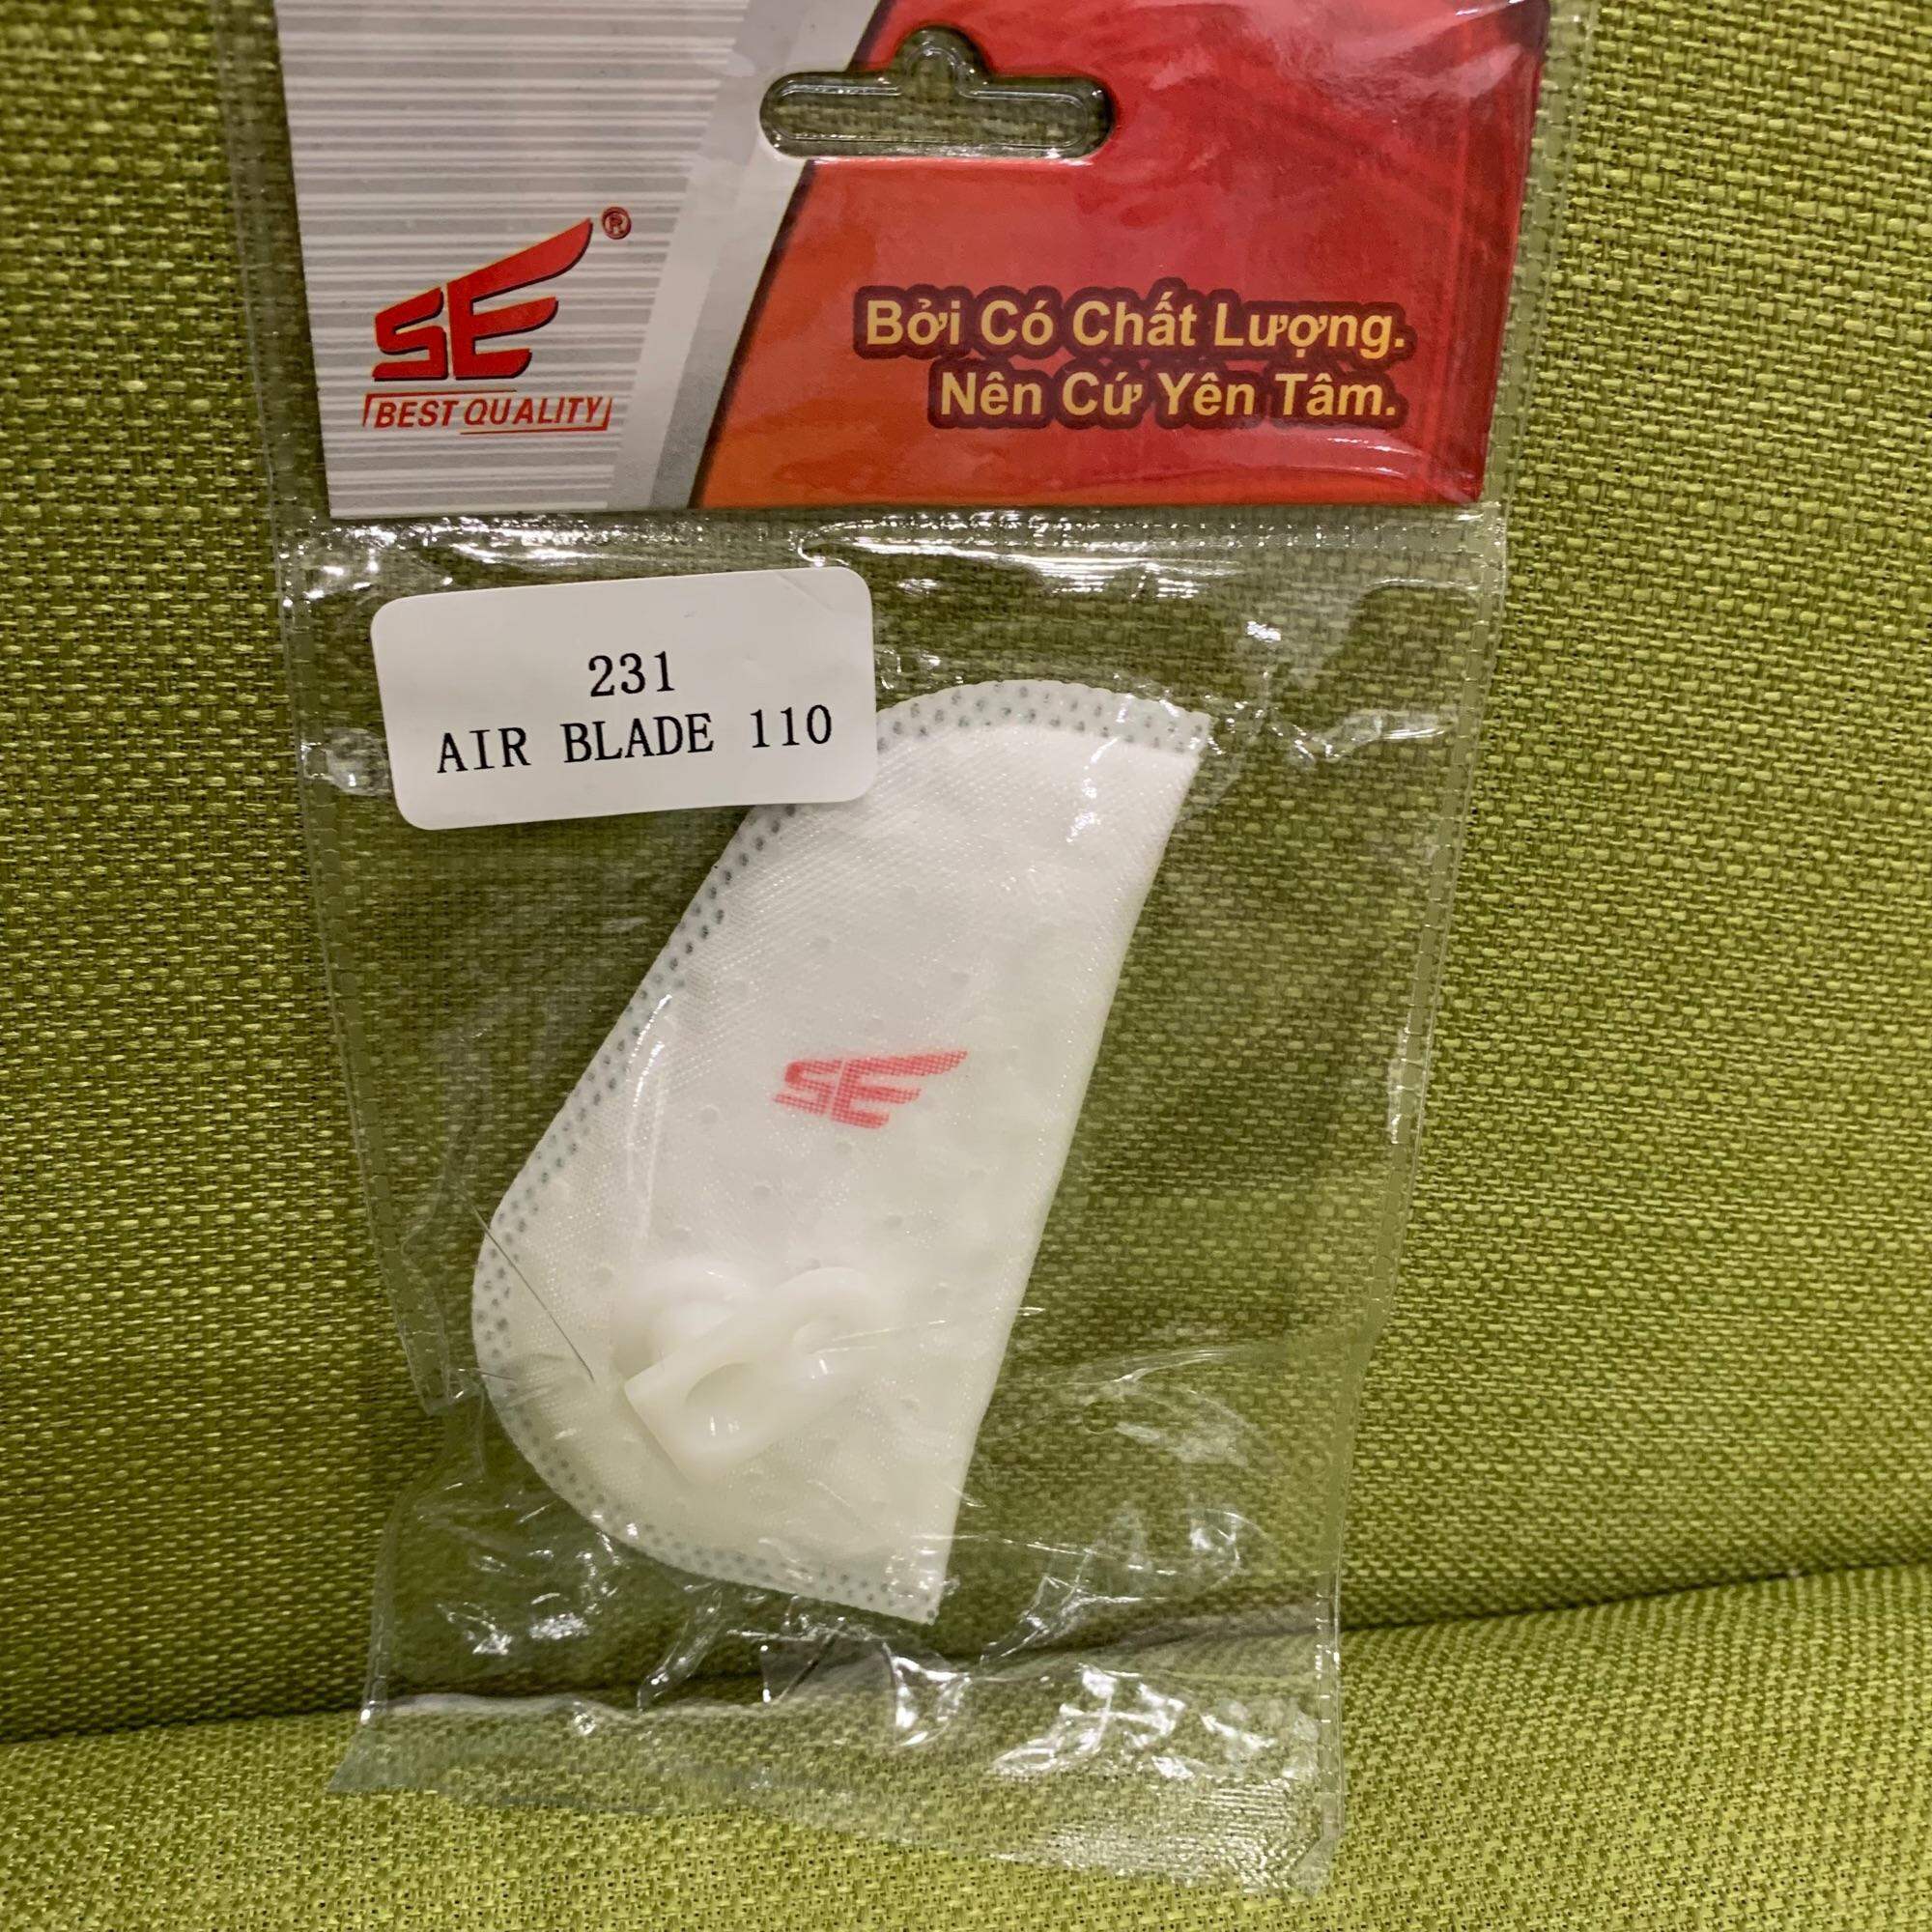 SE®
BEST QUALITY
Bởi Có Chất Lượng.
Nên Cứ Yên Tâm.
231
AIR BLADE 110
SE